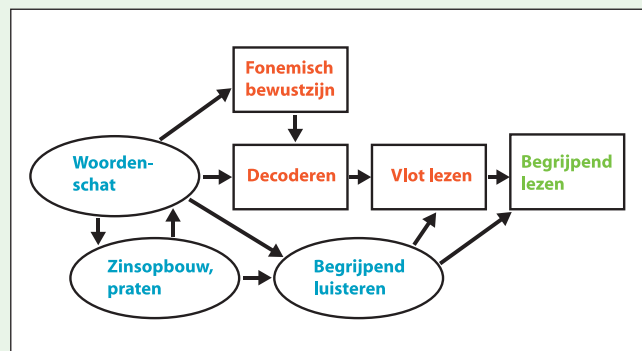 Fonemisch
bewustzijn
Woorden-
schat
Decoderen
Vlot lezen
Begrijpend
lezen
Zinsopbouw,
praten
Begrijpend
luisteren